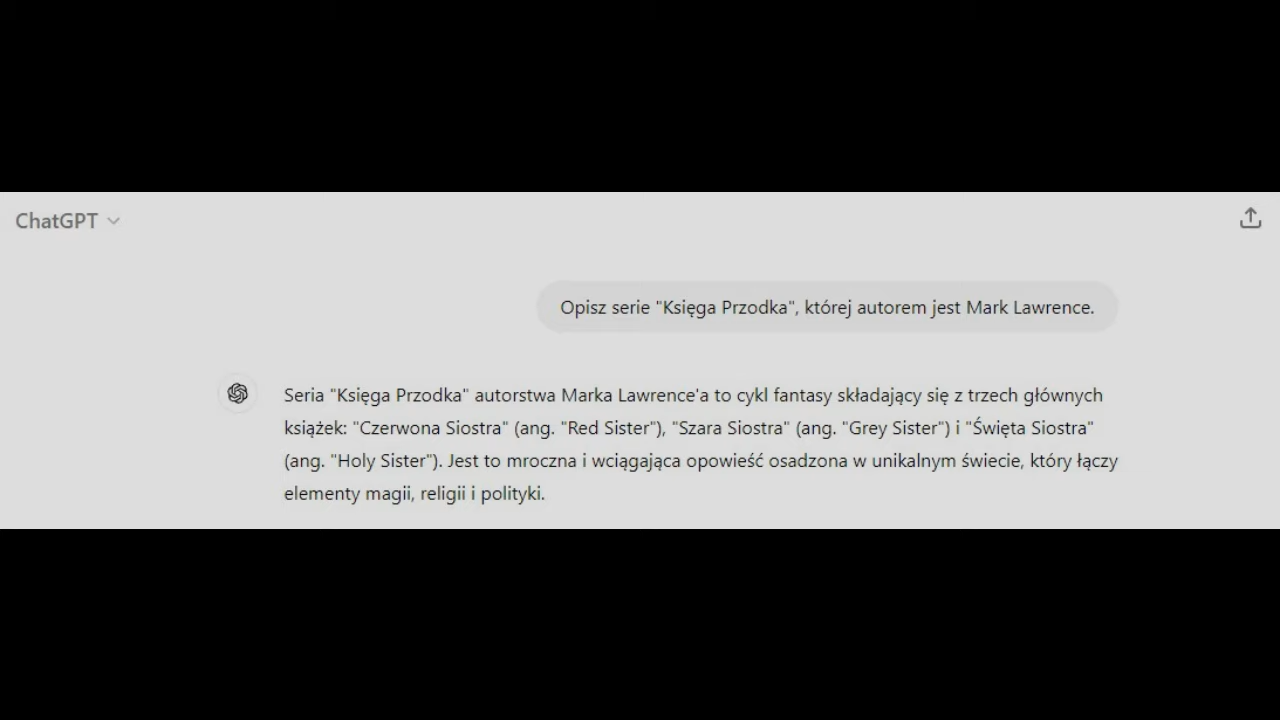 ChatGPT
Opisz serie "Księga Przodka", której autorem jest Mark Lawrence.
Seria "Księga Przodka" autorstwa Marka Lawrence'a to cykl fantasy składający się z trzech głównych
książek: "Czerwona Siostra" (ang. "Red Sister"), "Szara Siostra" (ang. "Grey Sister") i "Święta Siostra"
(ang. "Holy Sister"). Jest to mroczna i wciągająca opowieść osadzona w unikalnym świecie, który łączy
elementy magii, religii i polityki.